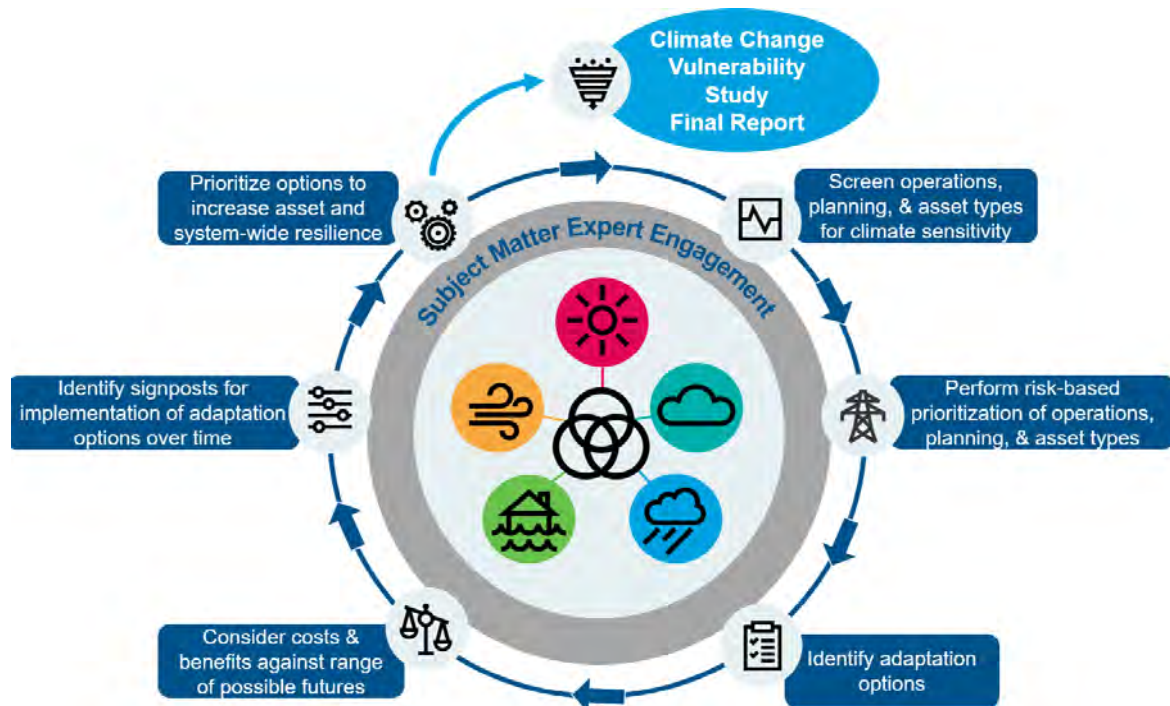 Climate Change
Vulnerability
Study
Final Report
Prioritize options to
increase asset and
system-wide resilience
Screen operations,
planning, & asset types
for climate sensitivity
Subject Matter Expert Engagement
Identify signposts for
implementation of adaptation
options over time
Perform risk-based
prioritization of operations,
planning, & asset types
Consider costs &
benefits against range
of possible futures
Identify adaptation
options